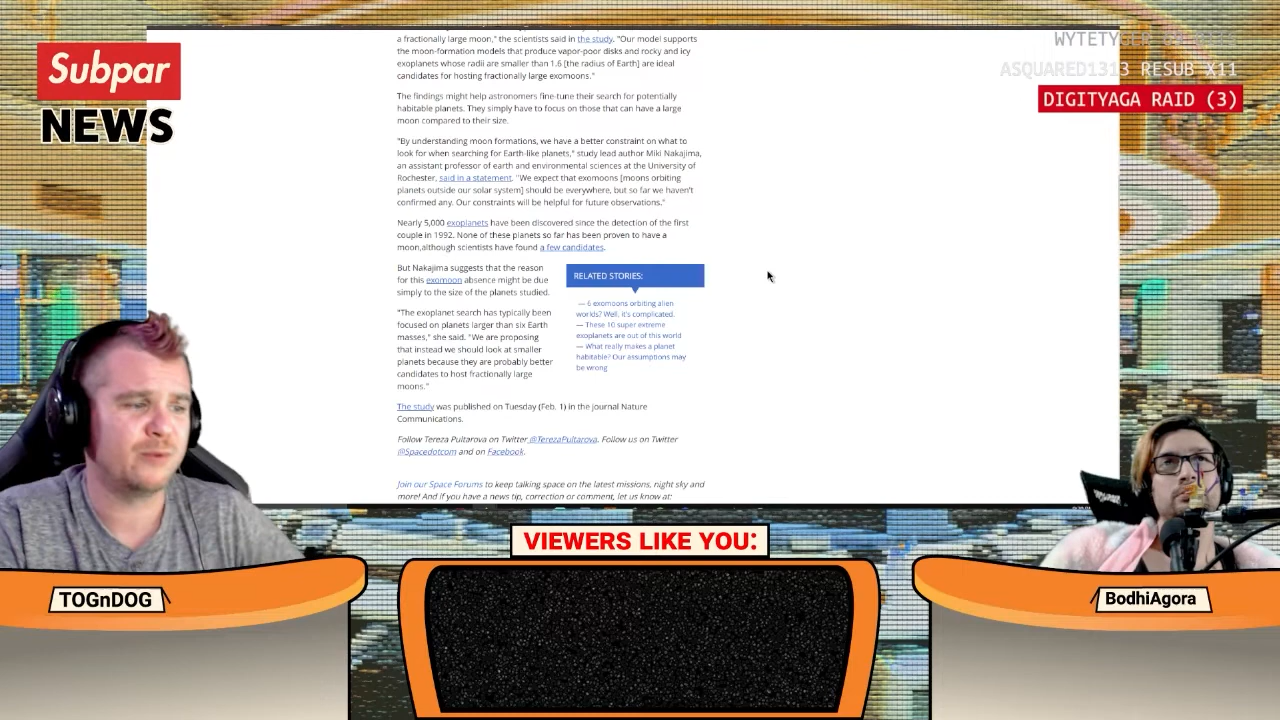 Subpar
NEWS
ASQUARED1313 RESUB X11
DIGITYAGA RAID (3)
a fractionally large moon," the scientists said in the study. "Our model supports
the moon-formation models that produce vapor-poor disks and rocky and icy
exoplanets whose radii are smaller than 1.6 [the radius of Earth] are ideal
candidates for hosting fractionally large exomoons."
The findings might help astronomers fine-tune their search for potentially
habitable planets. They simply have to focus on those that can have a large
moon compared to their size.
"By understanding moon formations, we have a better constraint on what to
look for when searching for Earth-like planets," study lead author Miki Nakajima,
an assistant professor of earth and environmental sciences at the University of
Rochester, said in a statement. "We expect that exomoons [moons orbiting
planets outside our solar system] should be everywhere, but so far we haven't
confirmed any. Our constraints will be helpful for future observations."
Nearly 5,000 exoplanets have been discovered since the detection of the first
couple in 1992. None of these planets so far has been proven to have a
moon,although scientists have found a few candidates.
But Nakajima suggests that the reason
for this exomoon absence might be due
simply to the size of the planets studied.
"The exoplanet search has typically been
focused on planets larger than six Earth
masses," she said. "We are proposing
that instead we should look at smaller
planets because they are probably better
candidates to host fractionally large
moons."
RELATED STORIES:
— 6 exomoons orbiting alien
worlds? Well, it's complicated.
— These 10 super extreme
exoplanets are out of this world
— What really makes a planet
habitable? Our assumptions may
be wrong
The study was published on Tuesday (Feb. 1) in the journal Nature
Communications.
Follow Tereza Pultarova on Twitter @TerezaPultarova. Follow us on Twitter
@Spacedotcom and on Facebook.
Join our Space Forums to keep talking space on the latest missions, night sky and
more! And if you have a news tip, correction or comment, let us know at:
VIEWERS LIKE YOU:
TOGnDOG
BodhiAgora